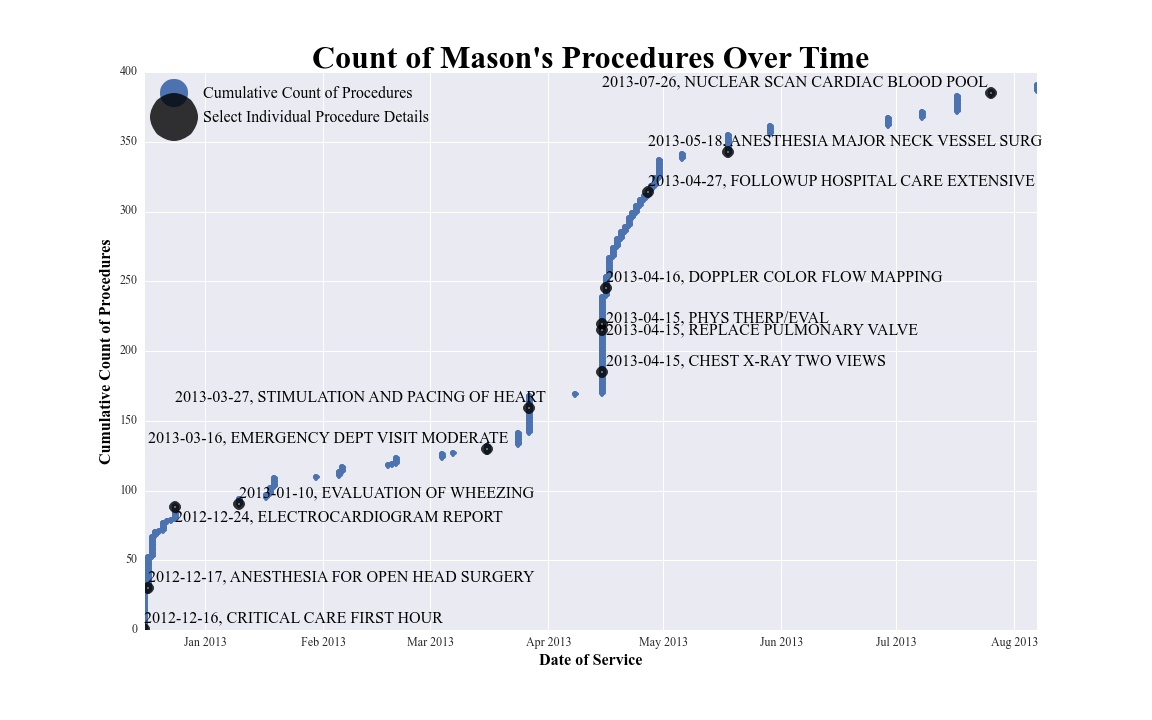 Count of Mason's Procedures Over Time
Cumulative Count of Procedures
Select Individual Procedure Details
Cumulative Count of Procedures
400
350
300
250
200
150
100
50
0
2013-07-26, NUCLEAR SCAN CARDIAC BLOOD POOL
2013-05-18, ANESTHESIA MAJOR NECK VESSEL SURG
2013-04-27, FOLLOWUP HOSPITAL CARE EXTENSIVE
2013-04-16, DOPPLER COLOR FLOW MAPPING
2013-04-15, PHYS THERP/EVAL
2013-04-15, REPLACE PULMONARY VALVE
2013-04-15, CHEST X-RAY TWO VIEWS
2013-03-27, STIMULATION AND PACING OF HEART
2013-03-16, EMERGENCY DEPT VISIT MODERATE
2013-01-10, EVALUATION OF WHEEZING
2012-12-24, ELECTROCARDIOGRAM REPORT
2012-12-17, ANESTHESIA FOR OPEN HEAD SURGERY
2012-12-16, CRITICAL CARE FIRST HOUR
Jan 2013
Feb 2013
Mar 2013
Apr 2013
May 2013
Jun 2013
Jul 2013
Aug 2013
Date of Service